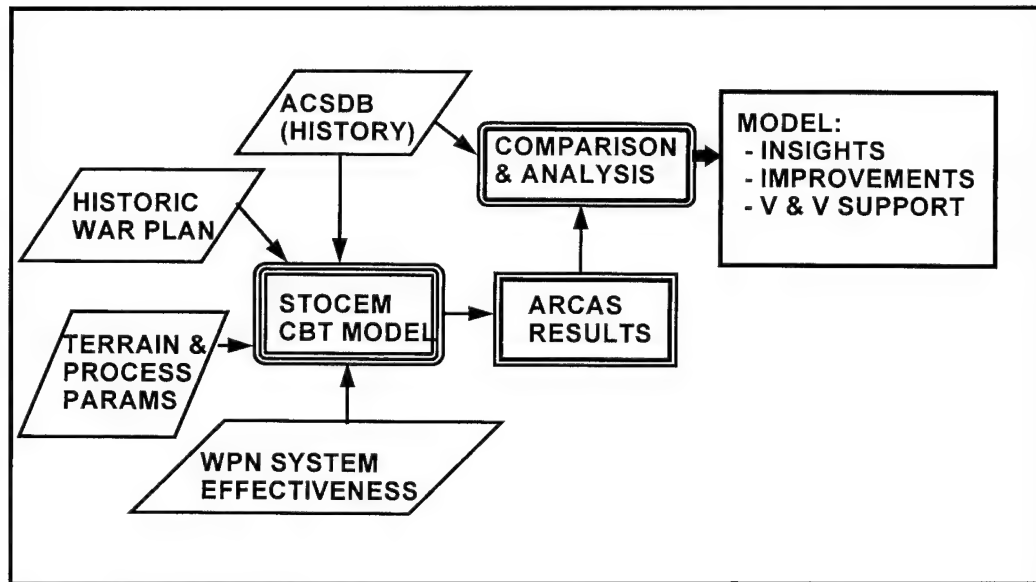 ACSDB
(HISTORY)
COMPARISON
& ANALYSIS
MODEL:
- INSIGHTS
- IMPROVEMENTS
- V & V SUPPORT
HISTORIC
WAR PLAN
STOCEM
CBT MODEL
ARCAS
RESULTS
TERRAIN &
PROCESS
PARAMS
WPN SYSTEM
EFFECTIVENESS